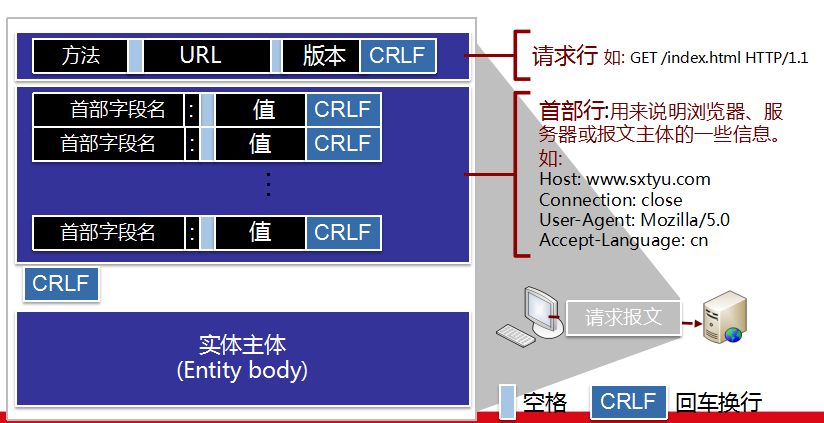 方法 URL 版本 CRLF
请求行 如: GET /index.html HTTP/1.1
首部字段名 : 值 CRLF
首部字段名 : 值 CRLF
⋮
首部字段名 : 值 CRLF
首部行:用来说明浏览器、服
务器或报文主体的一些信息。
如:
Host: www.sxtyu.com
Connection: close
User-Agent: Mozilla/5.0
Accept-Language: cn
CRLF
实体主体
(Entity body)
请求报文
空格 CRLF 回车换行